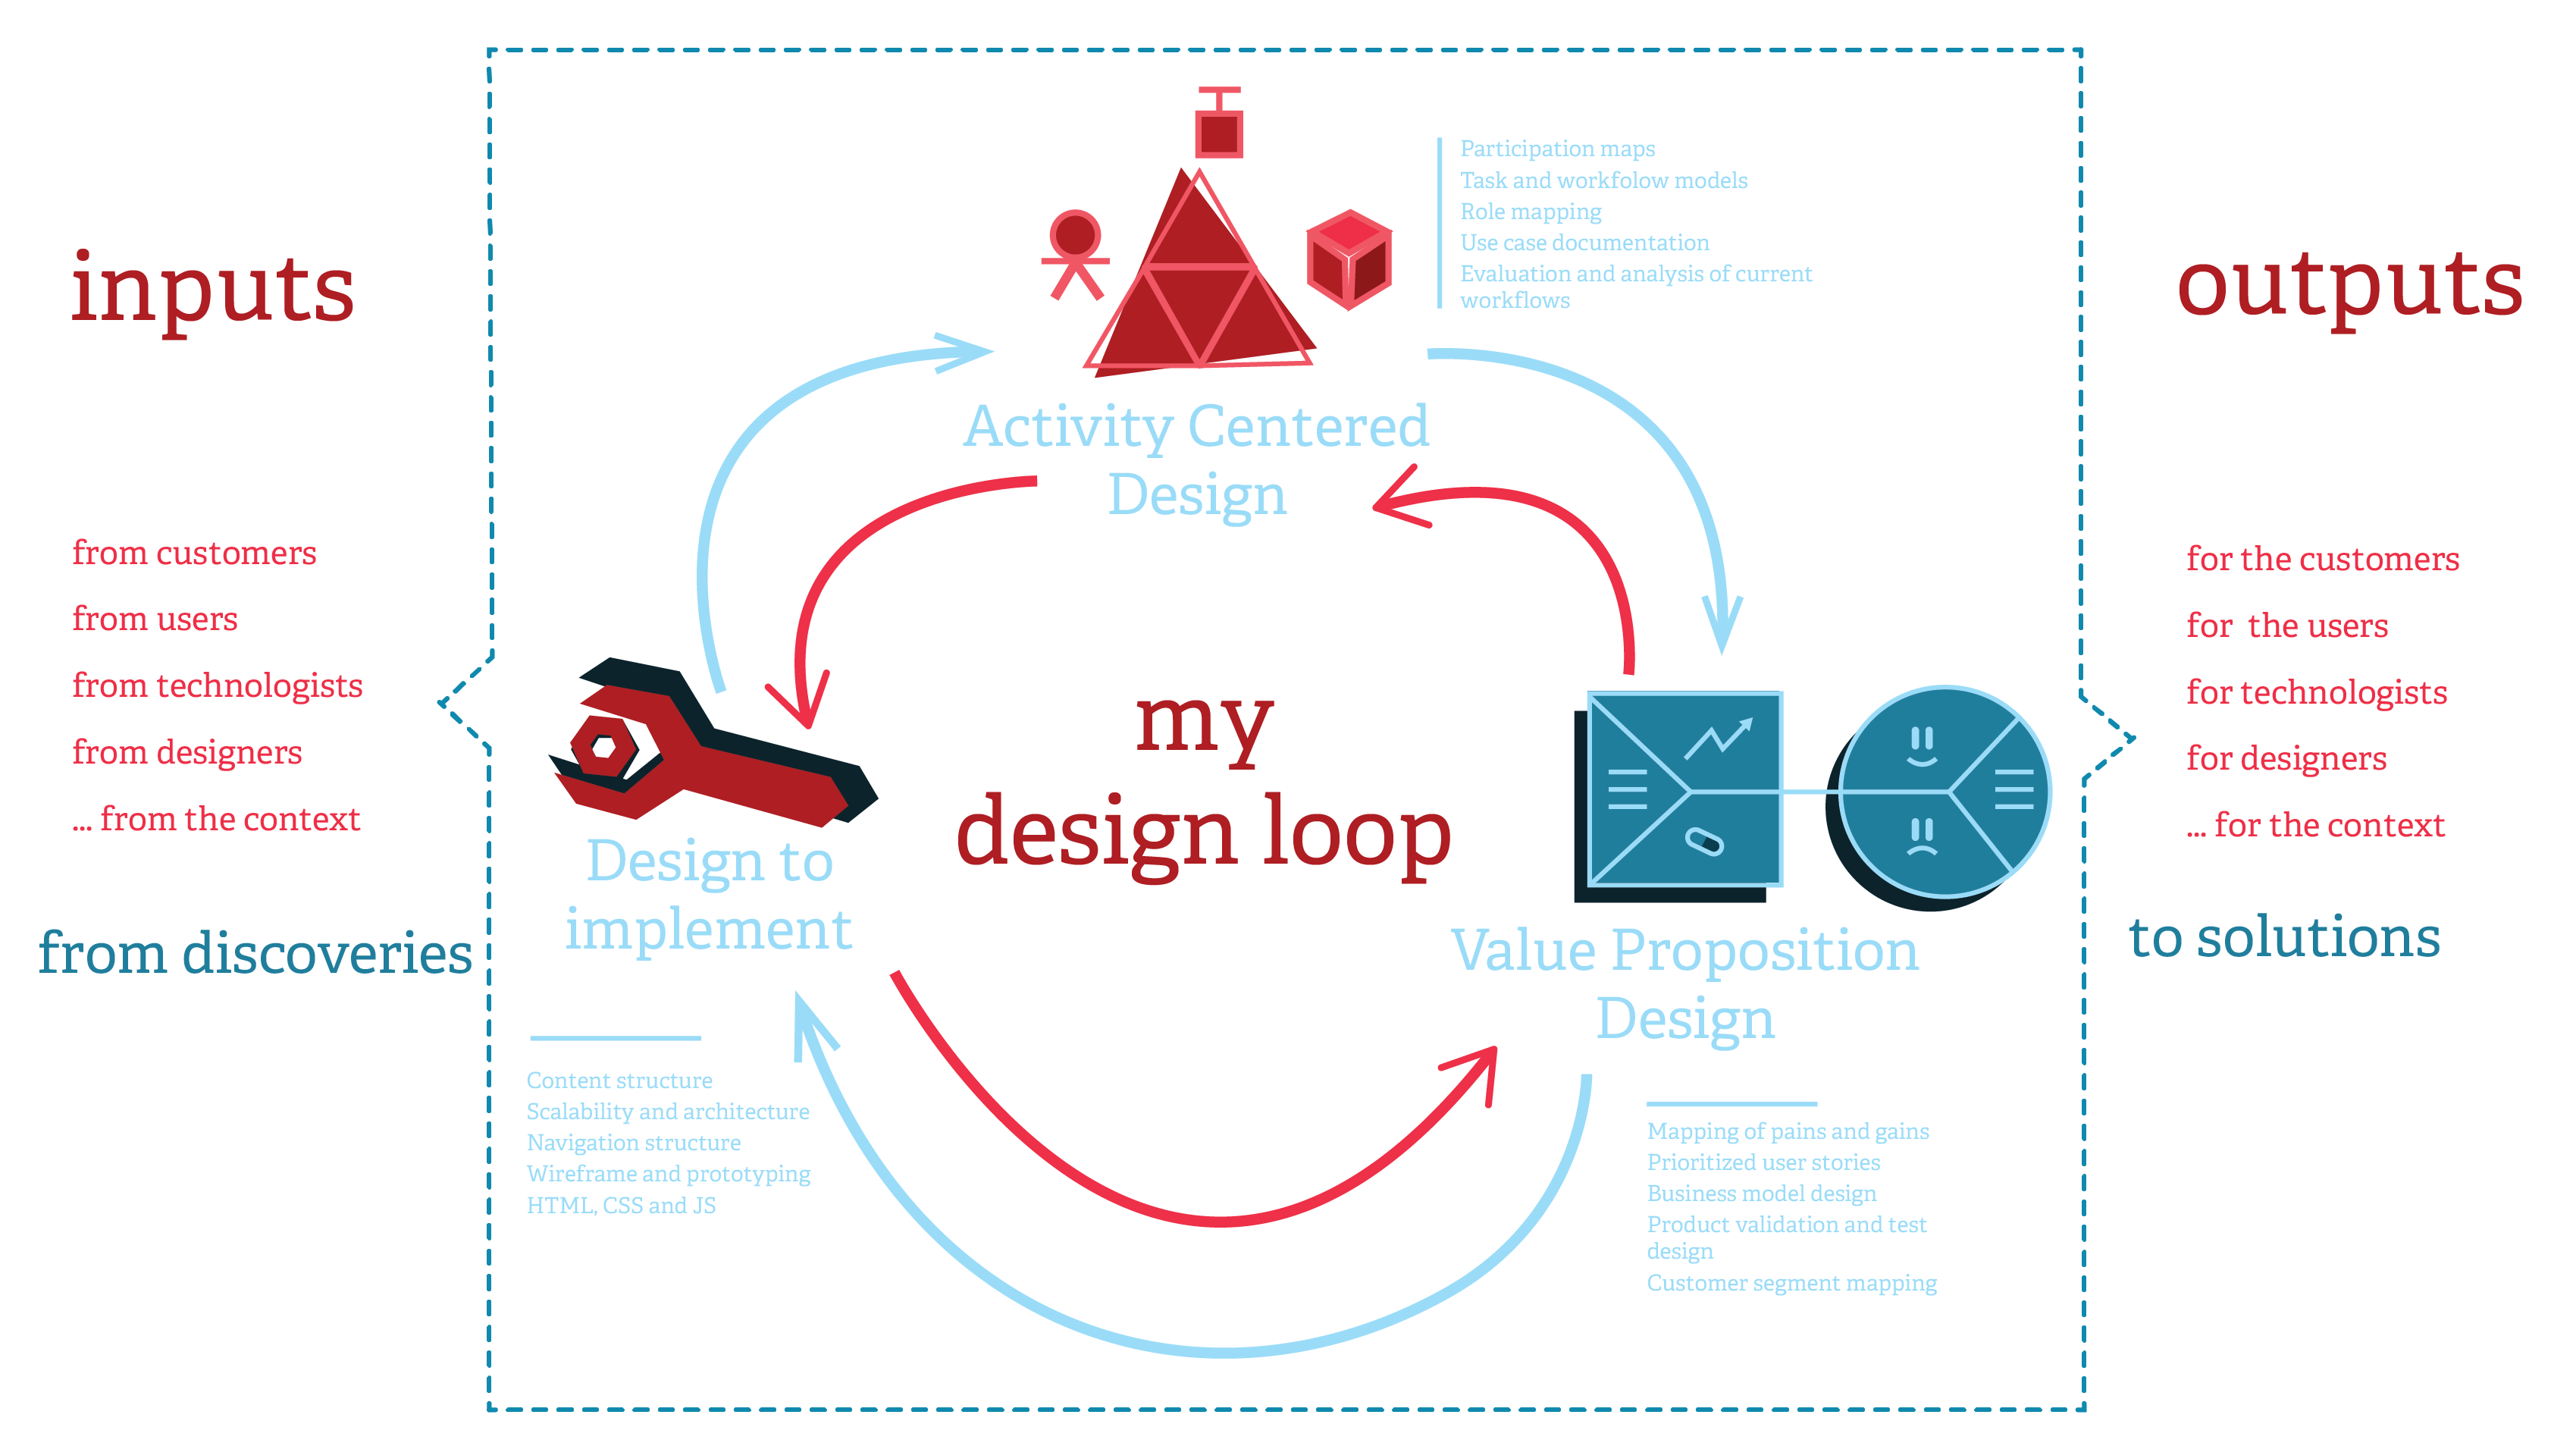 inputs
from customers
from users
from technologists
from designers
... from the context
from discoveries
Participation maps
Task and workfolow models
Role mapping
Use case documentation
Evaluation and analysis of current
workflows
Activity Centered
Design
my
design loop
Design to
implement
Content structure
Scalability and architecture
Navigation structure
Wireframe and prototyping
HTML, CSS and JS
Value Proposition
Design
Mapping of pains and gains
Prioritized user stories
Business model design
Product validation and test
design
Customer segment mapping
outputs
for the customers
for  the users
for technologists
for designers
... for the context
to solutions